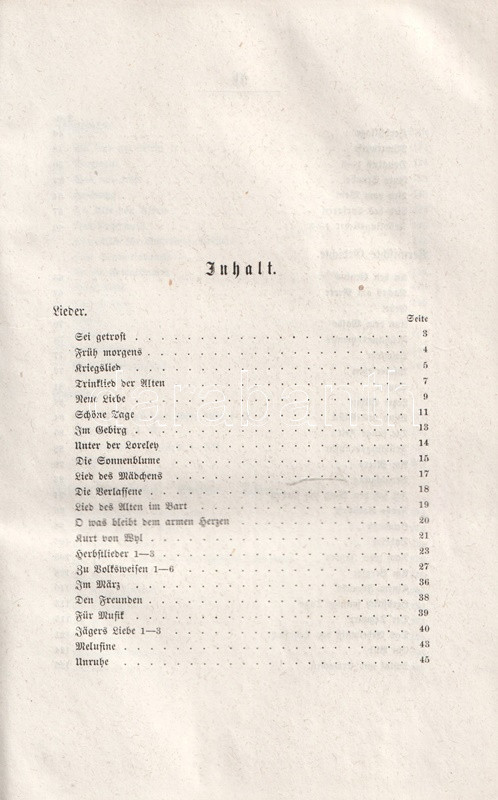 Inhalt.
Lieder.
Seite
Sei getrost . . . . . . . . . . . . . . . . . . . . 3
Früh morgens . . . . . . . . . . . . . . . . . . . . 4
Kriegslied . . . . . . . . . . . . . . . . . . . . 5
Trinklied der Alten . . . . . . . . . . . . . . . . . . 7
Neue Liebe . . . . . . . . . . . . . . . . . . . . 9
Schöne Tage . . . . . . . . . . . . . . . . . . . . 11
Im Gebirg . . . . . . . . . . . . . . . . . . . . 13
Unter der Loreley . . . . . . . . . . . . . . . . . . 14
Die Sonnenblume . . . . . . . . . . . . . . . . . . 15
Lied des Mädchens . . . . . . . . . . . . . . . . . . 17
Die Verlassene . . . . . . . . . . . . . . . . . . . 18
Lied des Alten im Bart . . . . . . . . . . . . . . . . 19
O was bleibt dem armen Herzen . . . . . . . . . . . . . 20
Kurt von Wyl . . . . . . . . . . . . . . . . . . . 21
Herbstlieder 1—3 . . . . . . . . . . . . . . . . . . 23
Zu Volksweisen 1—6 . . . . . . . . . . . . . . . . . 27
Im März . . . . . . . . . . . . . . . . . . . . 36
Den Freunden . . . . . . . . . . . . . . . . . . . 38
Für Musik . . . . . . . . . . . . . . . . . . . . 39
Jägers Liebe 1—3 . . . . . . . . . . . . . . . . . . 40
Melusine . . . . . . . . . . . . . . . . . . . . 43
Unruhe . . . . . . . . . . . . . . . . . . . . 45
darabanth